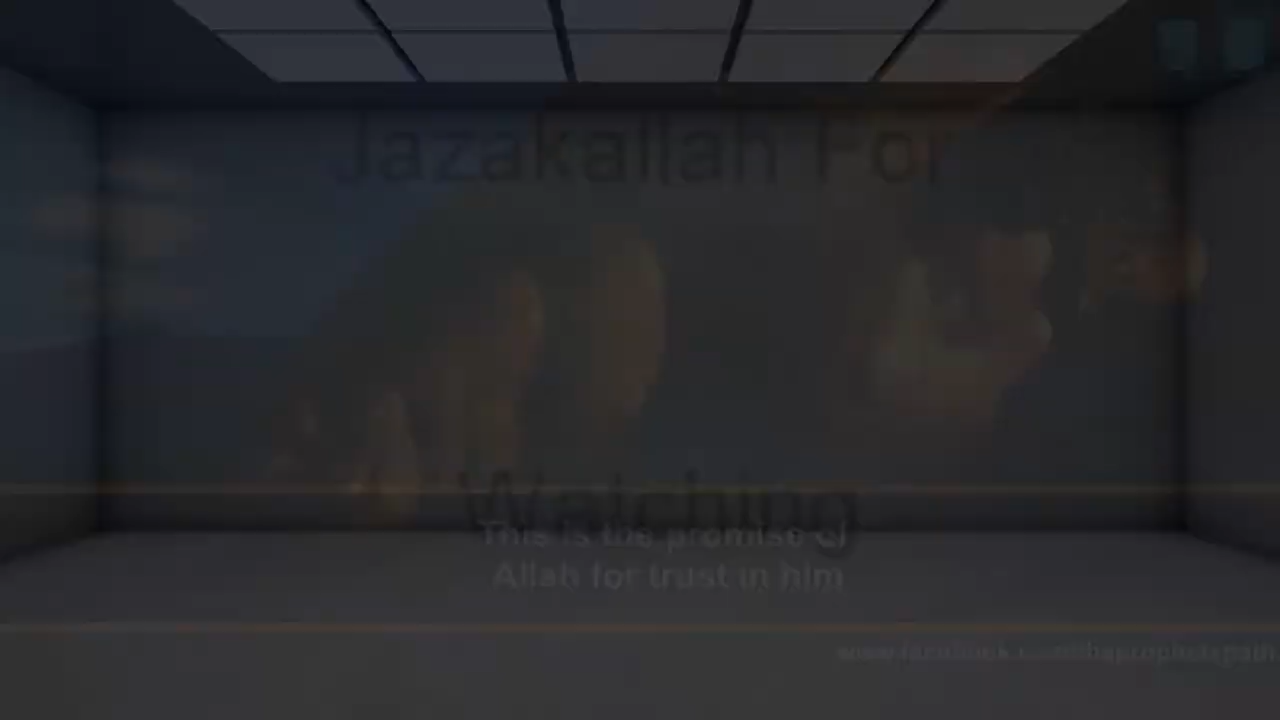 Jazakallah For
Watching
This is the promise of
Allah for trust in him